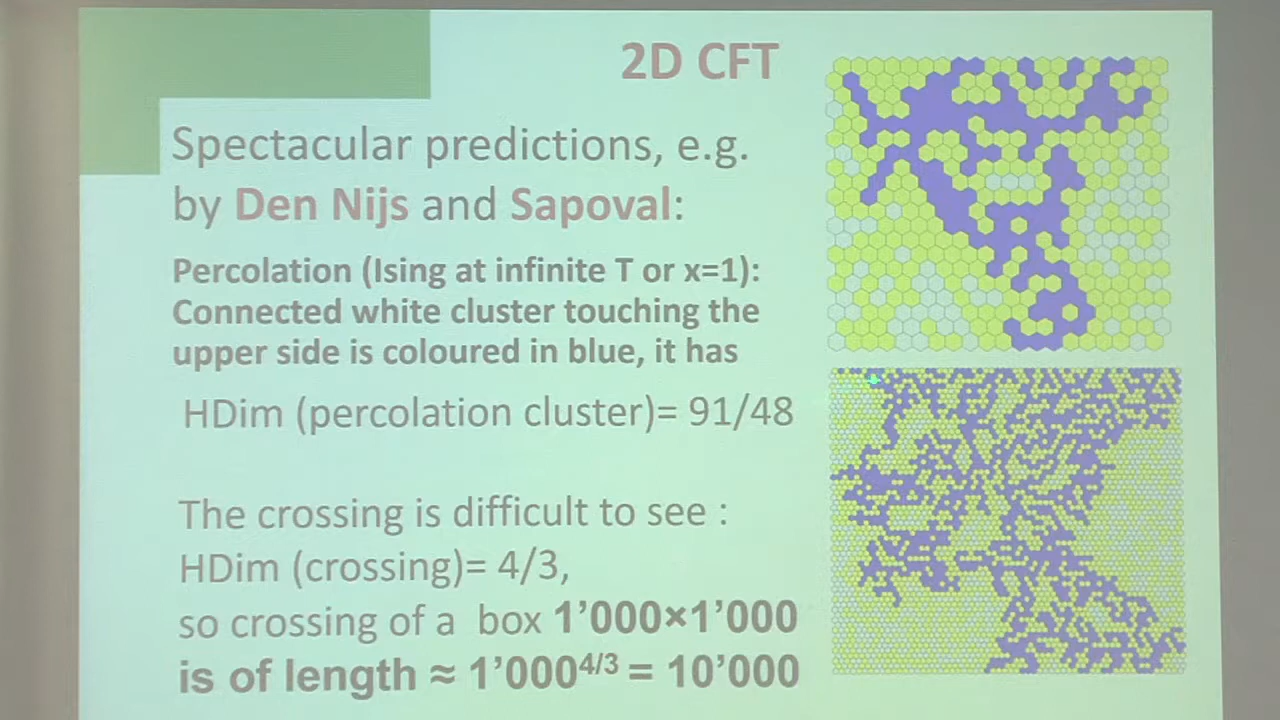 2D CFT
Spectacular predictions, e.g.
by Den Nijs and Sapoval:
Percolation (Ising at infinite T or x=1):
Connected white cluster touching the
upper side is coloured in blue, it has
HDim (percolation cluster)= 91/48
The crossing is difficult to see :
HDim (crossing)= 4/3,
so crossing of a box 1’000×1’000
is of length ≈ 1’000⁴ᐟ³ = 10’000